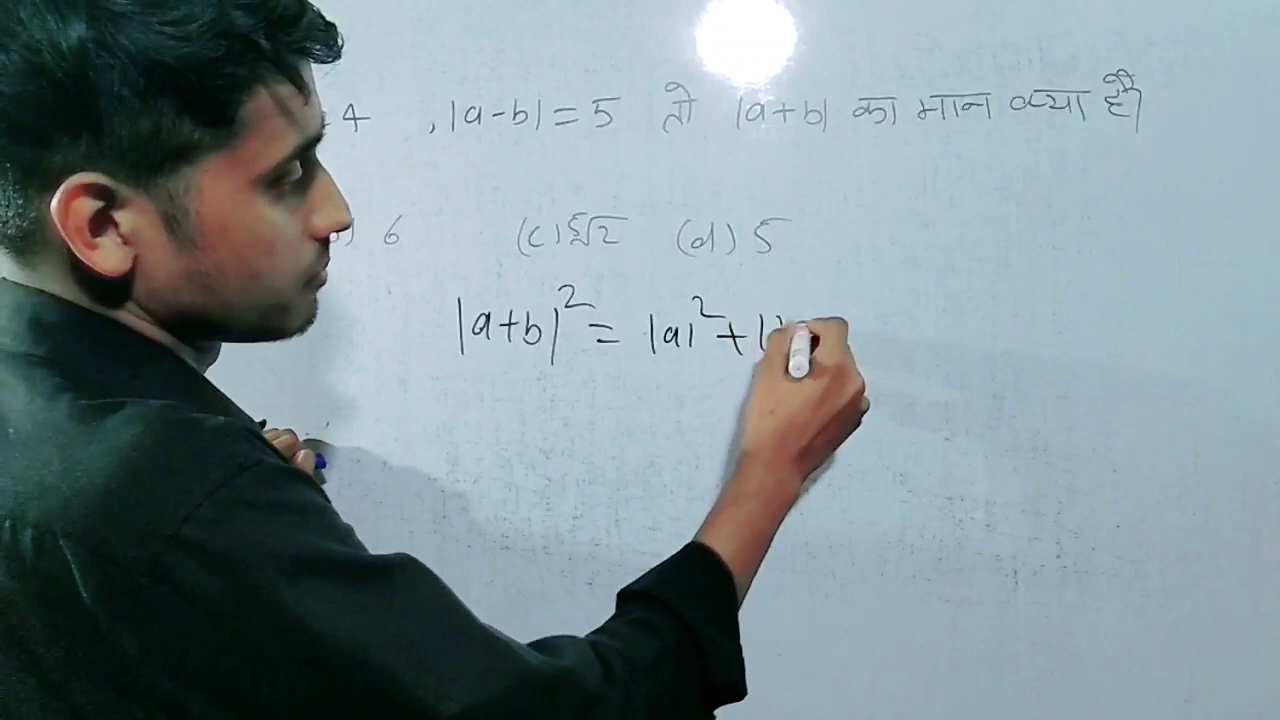 4 , |a-b| = 5 तो |a+b| का मान क्या है
6 (c) 5√2 (d) 5
|a+b|² = |a|² + |